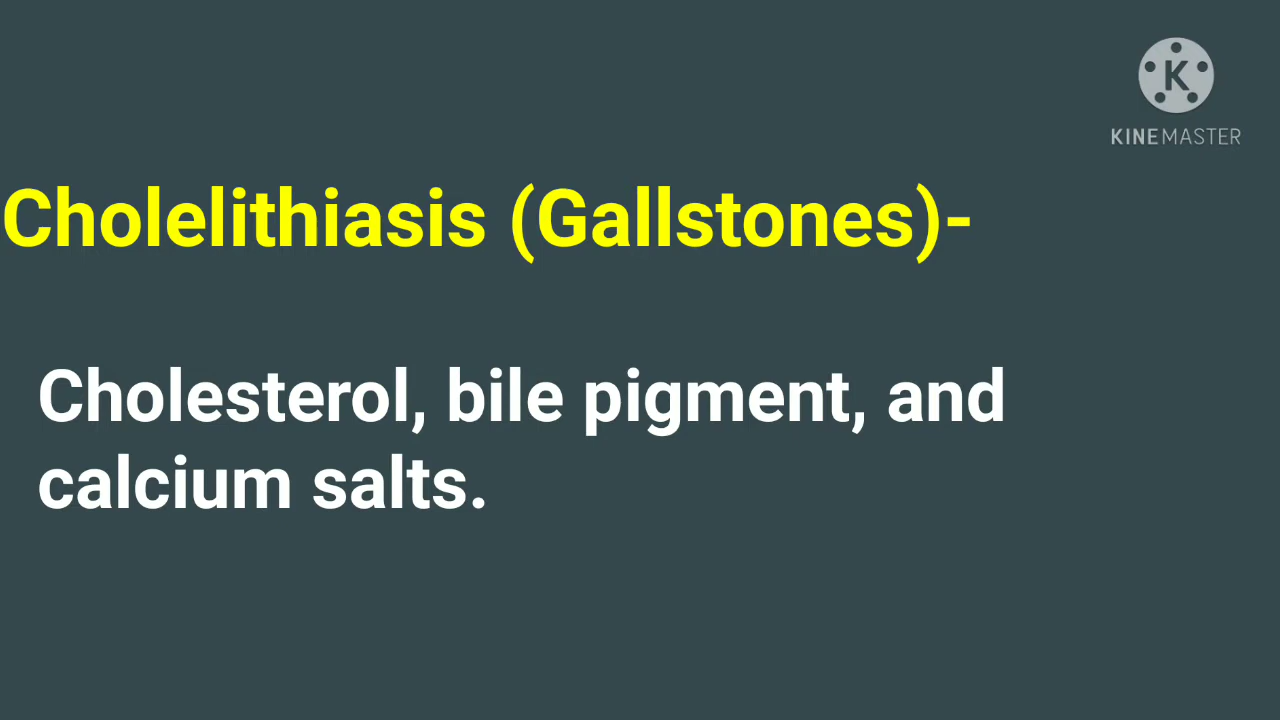 K
KINEMASTER
Cholelithiasis (Gallstones)-
Cholesterol, bile pigment, and
calcium salts.